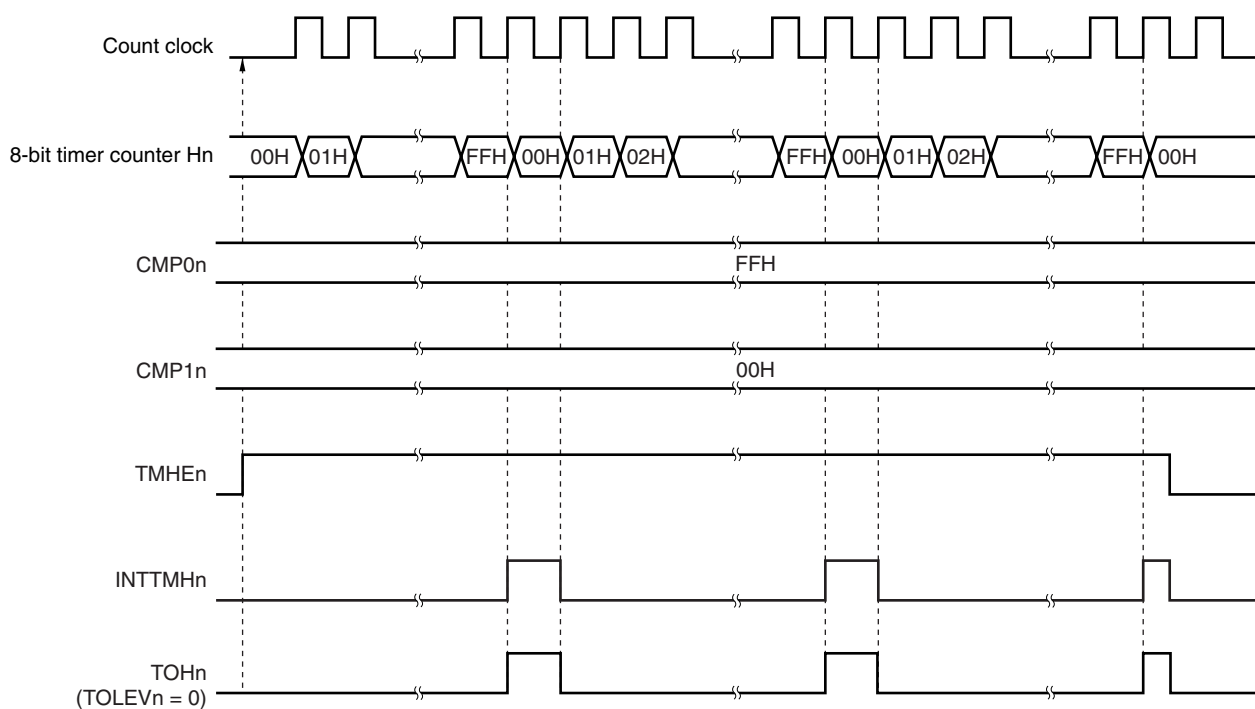 Count clock
8-bit timer counter Hn
00H 01H FFH 00H 01H 02H FFH 00H 01H 02H FFH 00H
CMP0n
FFH
CMP1n
00H
TMHEn
INTTMHn
TOHn
(TOLEVn = 0)